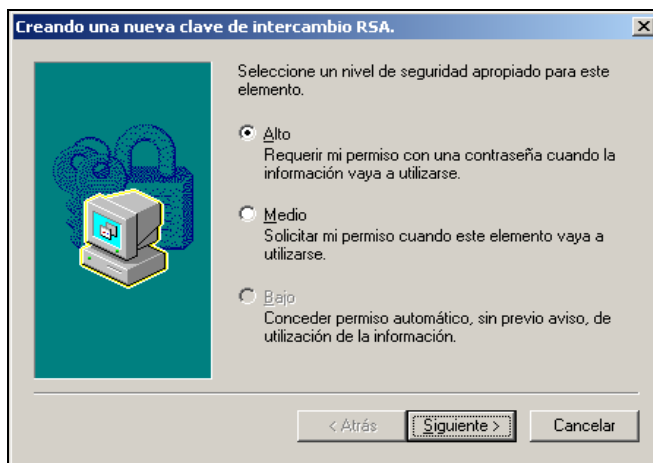 Creando una nueva clave de intercambio RSA.
Seleccione un nivel de seguridad apropiado para este
elemento.
Alto
Requerir mi permiso con una contraseña cuando la
información vaya a utilizarse.
Medio
Solicitar mi permiso cuando este elemento vaya a
utilizarse.
Bajo
Conceder permiso automático, sin previo aviso, de
utilización de la información.
< Atrás
Siguiente >
Cancelar